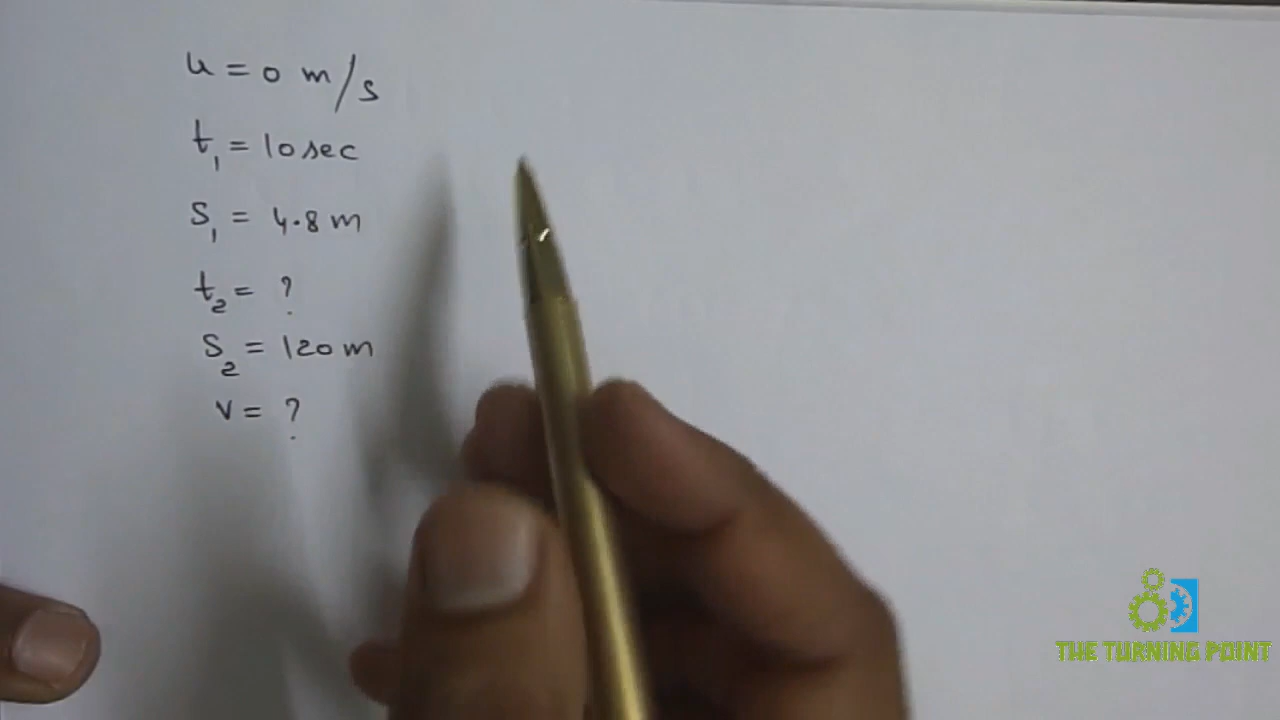 u = 0 m/s
t₁ = 10 sec
S₁ = 4.8 m
t₂ = ?
S₂ = 120 m
v = ?
THE TURNING POINT